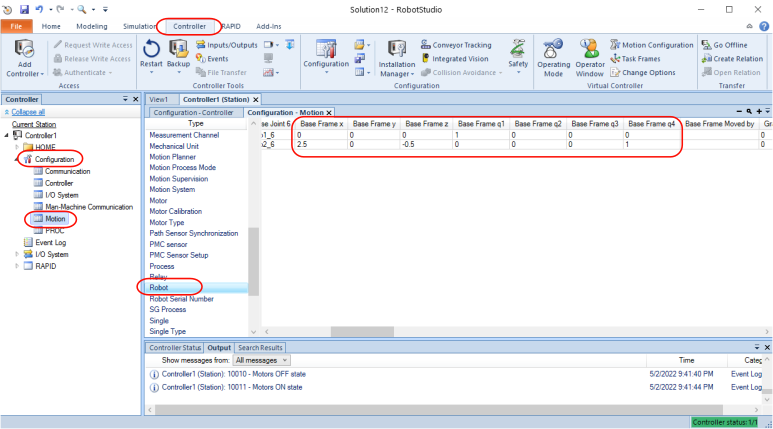 Solution12 - RobotStudio
File Home Modeling Simulation Controller RAPID Add-Ins
Add Controller
Request Write Access
Release Write Access
Authenticate
Access
Restart Backup
Inputs/Outputs
Events
File Transfer
Controller Tools
Configuration
Installation Manager
Conveyor Tracking
Integrated Vision
Collision Avoidance
Safety
Configuration
Operating Mode
Operator Window
Motion Configuration
Task Frames
Change Options
Virtual Controller
Go Offline
Create Relation
Open Relation
Transfer
Controller
Collapse all
Current Station
Controller1
HOME
Configuration
Communication
Controller
I/O System
Man-Machine Communication
Motion
PROC
Event Log
I/O System
RAPID
View1 Controller1 (Station)
Configuration - Controller Configuration - Motion
Type
Measurement Channel
Mechanical Unit
Motion Planner
Motion Process Mode
Motion Supervision
Motion System
Motor
Motor Calibration
Motor Type
Path Sensor Synchronization
PMC sensor
PMC Sensor Setup
Process
Relay
Robot
Robot Serial Number
SG Process
Single
Single Type
se Joint 6 Base Frame x Base Frame y Base Frame z Base Frame q1 Base Frame q2 Base Frame q3 Base Frame q4 Base Frame Moved by Gr
1_6 0 0 0 1 0 0 0 0
2_6 2.5 0 -0.5 0 0 0 1 0
Controller Status Output Search Results
Show messages from: All messages
Time Categ
Controller1 (Station): 10010 - Motors OFF state 5/2/2022 9:41:40 PM Event Log
Controller1 (Station): 10011 - Motors ON state 5/2/2022 9:41:44 PM Event Log
Controller status: 1/1